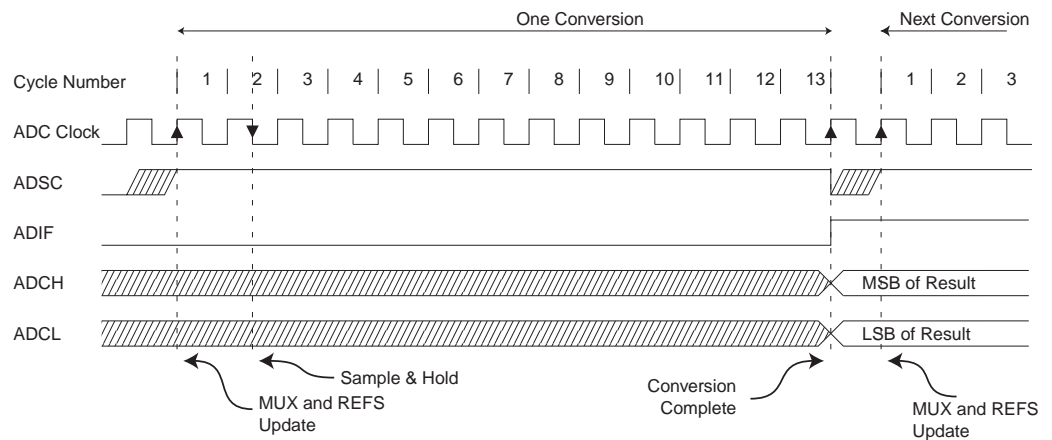 One Conversion
Next Conversion
Cycle Number 1 2 3 4 5 6 7 8 9 10 11 12 13 1 2 3
ADC Clock
ADSC
ADIF
ADCH MSB of Result
ADCL LSB of Result
Sample & Hold
MUX and REFS
Update
Conversion
Complete
MUX and REFS
Update